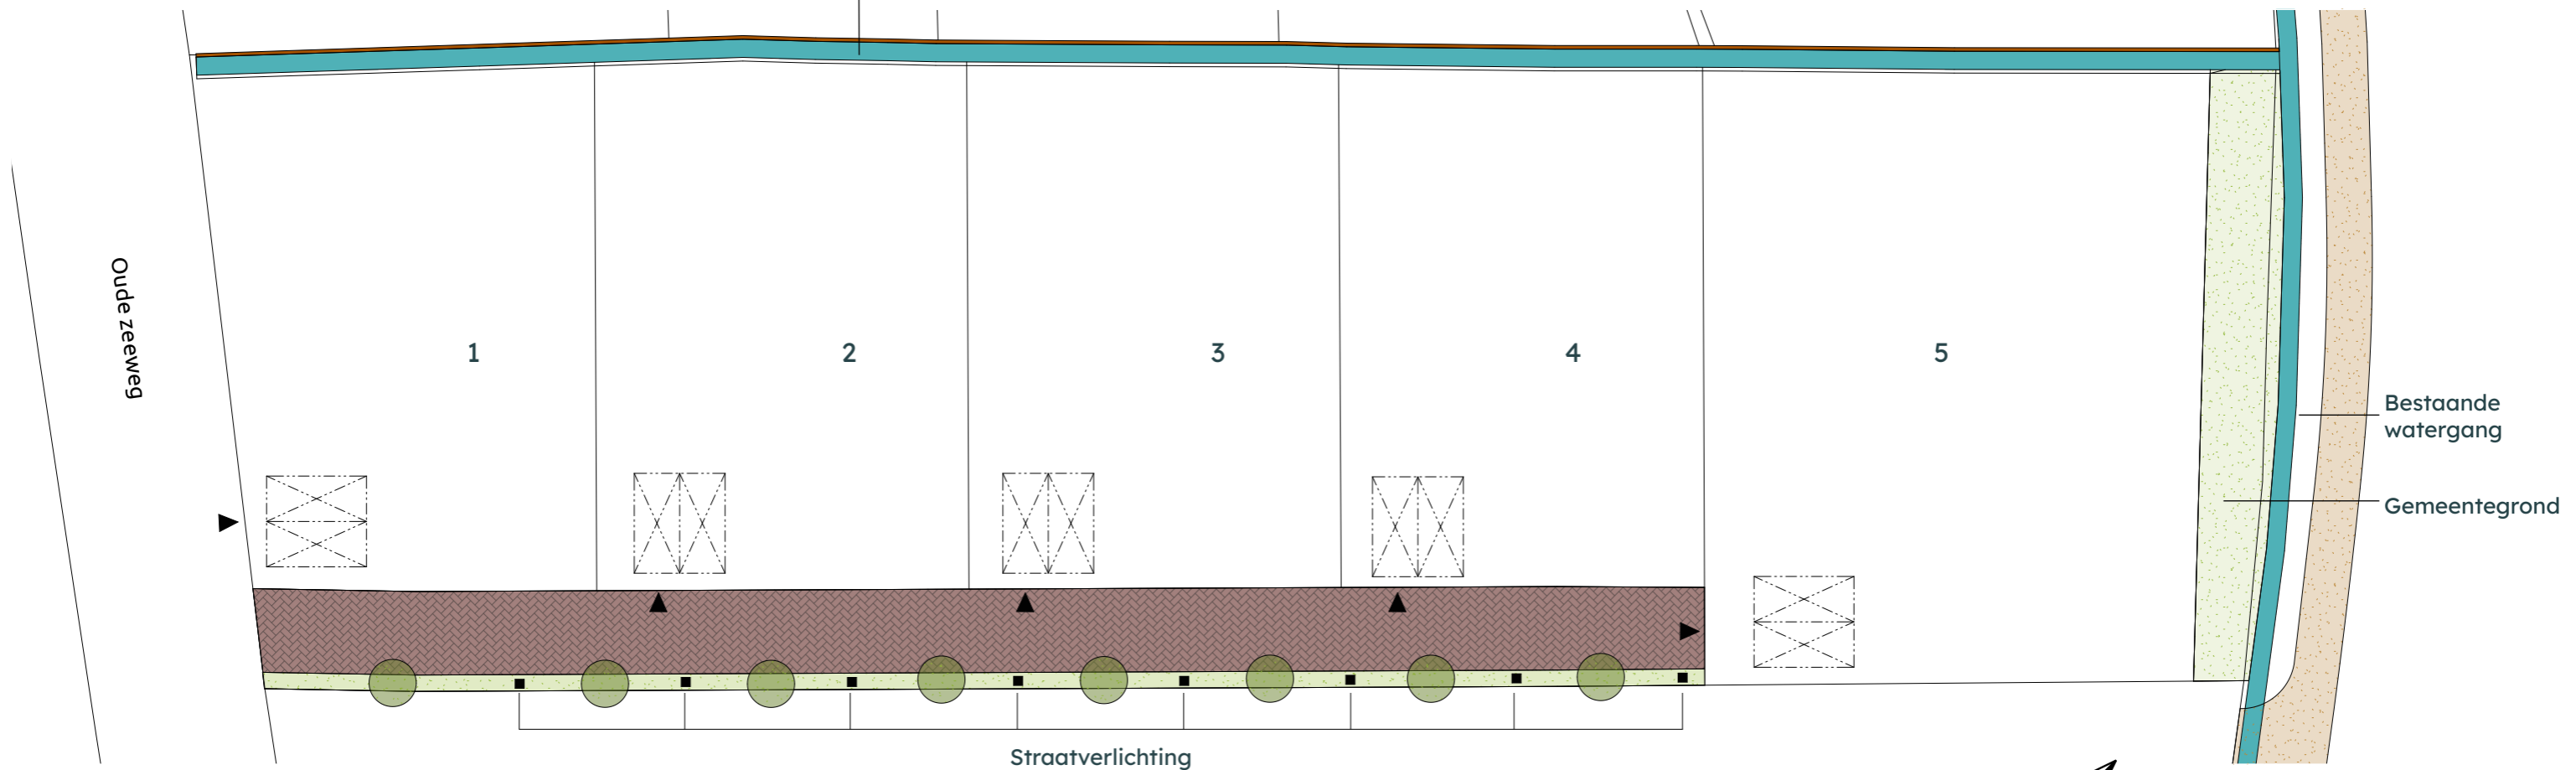 Oude zeeweg
1
2
3
4
5
Bestaande
watergang
Gemeentegrond
Straatverlichting